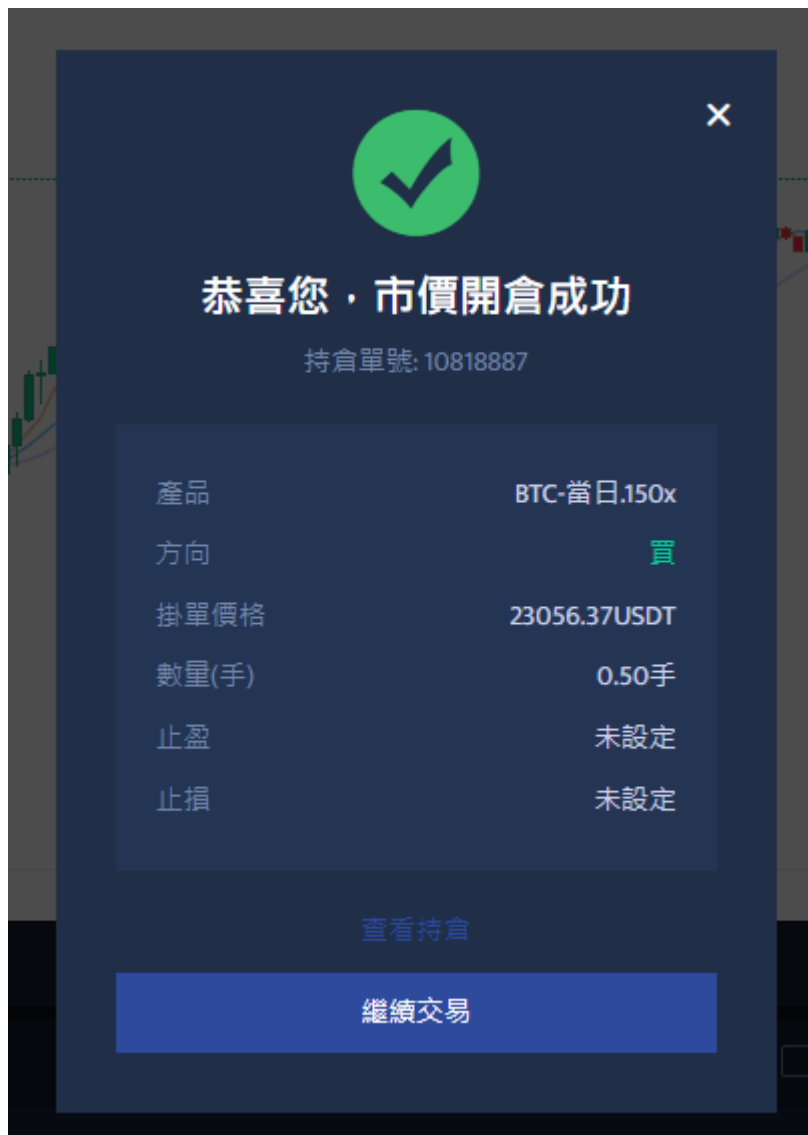 恭喜您，市價開倉成功
持倉單號: 10818887
產品 BTC-當日.150x
方向 買
掛單價格 23056.37USDT
數量(手) 0.50手
止盈 未設定
止損 未設定
查看持倉
繼續交易